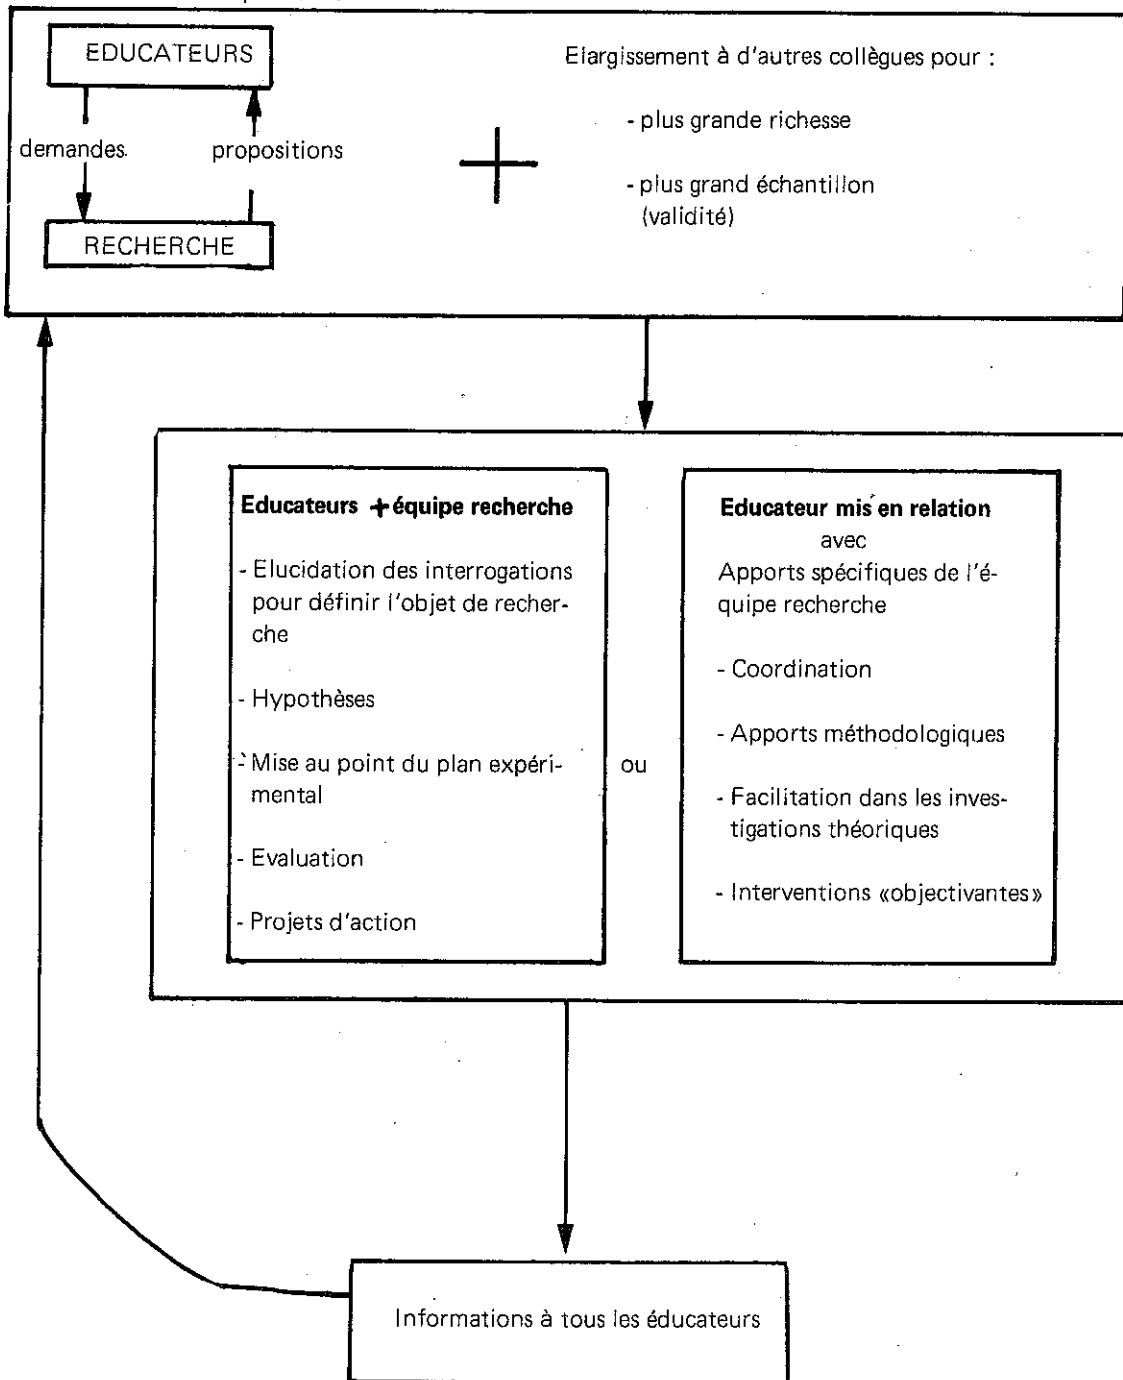 EDUCATEURS
demandes
propositions
RECHERCHE
+
Elargissement à d'autres collègues pour :
- plus grande richesse
- plus grand échantillon
(validité)
Educateurs + équipe recherche
- Elucidation des interrogations
pour définir l'objet de recher-
che
- Hypothèses
- Mise au point du plan expéri-
mental
- Evaluation
- Projets d'action
ou
Educateur mis en relation
avec
Apports spécifiques de l'é-
quipe recherche
- Coordination
- Apports méthodologiques
- Facilitation dans les inves-
tigations théoriques
- Interventions «objectivantes»
Informations à tous les éducateurs